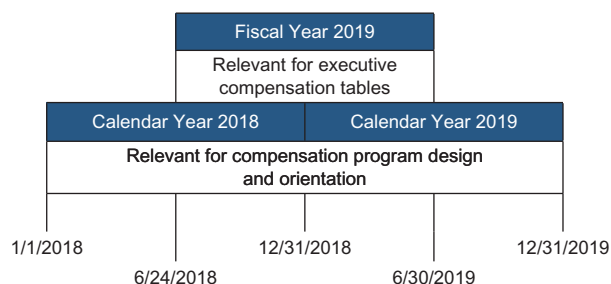 Fiscal Year 2019
Relevant for executive
compensation tables
Calendar Year 2018
Calendar Year 2019
Relevant for compensation program design
and orientation
1/1/2018
12/31/2018
12/31/2019
6/24/2018
6/30/2019